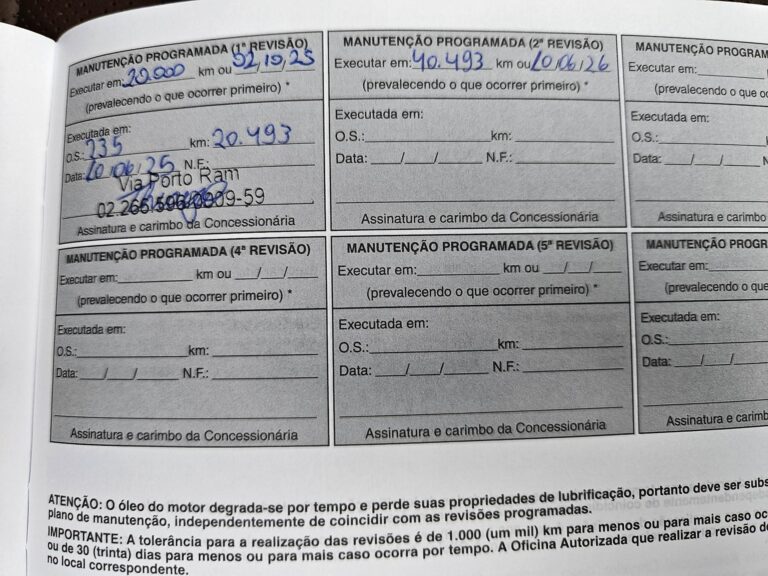 MANUTENÇÃO PROGRAMADA (1ª REVISÃO)
Executar em: 20.000 km ou 02/10/25
(prevalecendo o que ocorrer primeiro) *
Executada em:
O.S.: 235 km: 20.493
Data: 10/06/25 N.F.:
Via Porto Ram
02.265.596/0009-59
Assinatura e carimbo da Concessionária
MANUTENÇÃO PROGRAMADA (2ª REVISÃO)
Executar em: 40.493 km ou 10/06/26
(prevalecendo o que ocorrer primeiro) *
Executada em:
O.S.: km:
Data: / / N.F.:
Assinatura e carimbo da Concessionária
MANUTENÇÃO PROGRAM
Executar em:
(prevalecendo o que oc
Executada em:
O.S.:
Data: / /
Assinatura e carimbo
MANUTENÇÃO PROGRAMADA (4ª REVISÃO)
Executar em: km ou / /
(prevalecendo o que ocorrer primeiro) *
Executada em:
O.S.: km:
Data: / / N.F.:
Assinatura e carimbo da Concessionária
MANUTENÇÃO PROGRAMADA (5ª REVISÃO)
Executar em: km ou / /
(prevalecendo o que ocorrer primeiro) *
Executada em:
O.S.: km:
Data: / / N.F.:
Assinatura e carimbo da Concessionária
MANUTENÇÃO PROGR
Executar em:
(prevalecendo o que
Executada em:
O.S.:
Data: / /
Assinatura e carimb
ATENÇÃO: O óleo do motor degrada-se por tempo e perde suas propriedades de lubrificação, portanto deve ser subs
plano de manutenção, independentemente de coincidir com as revisões programadas.
IMPORTANTE: A tolerância para a realização das revisões é de 1.000 (um mil) km para menos ou para mais caso oc
ou de 30 (trinta) dias para menos ou para mais caso ocorra por tempo. A Oficina Autorizada que realizar a revisão de
no local correspondente.